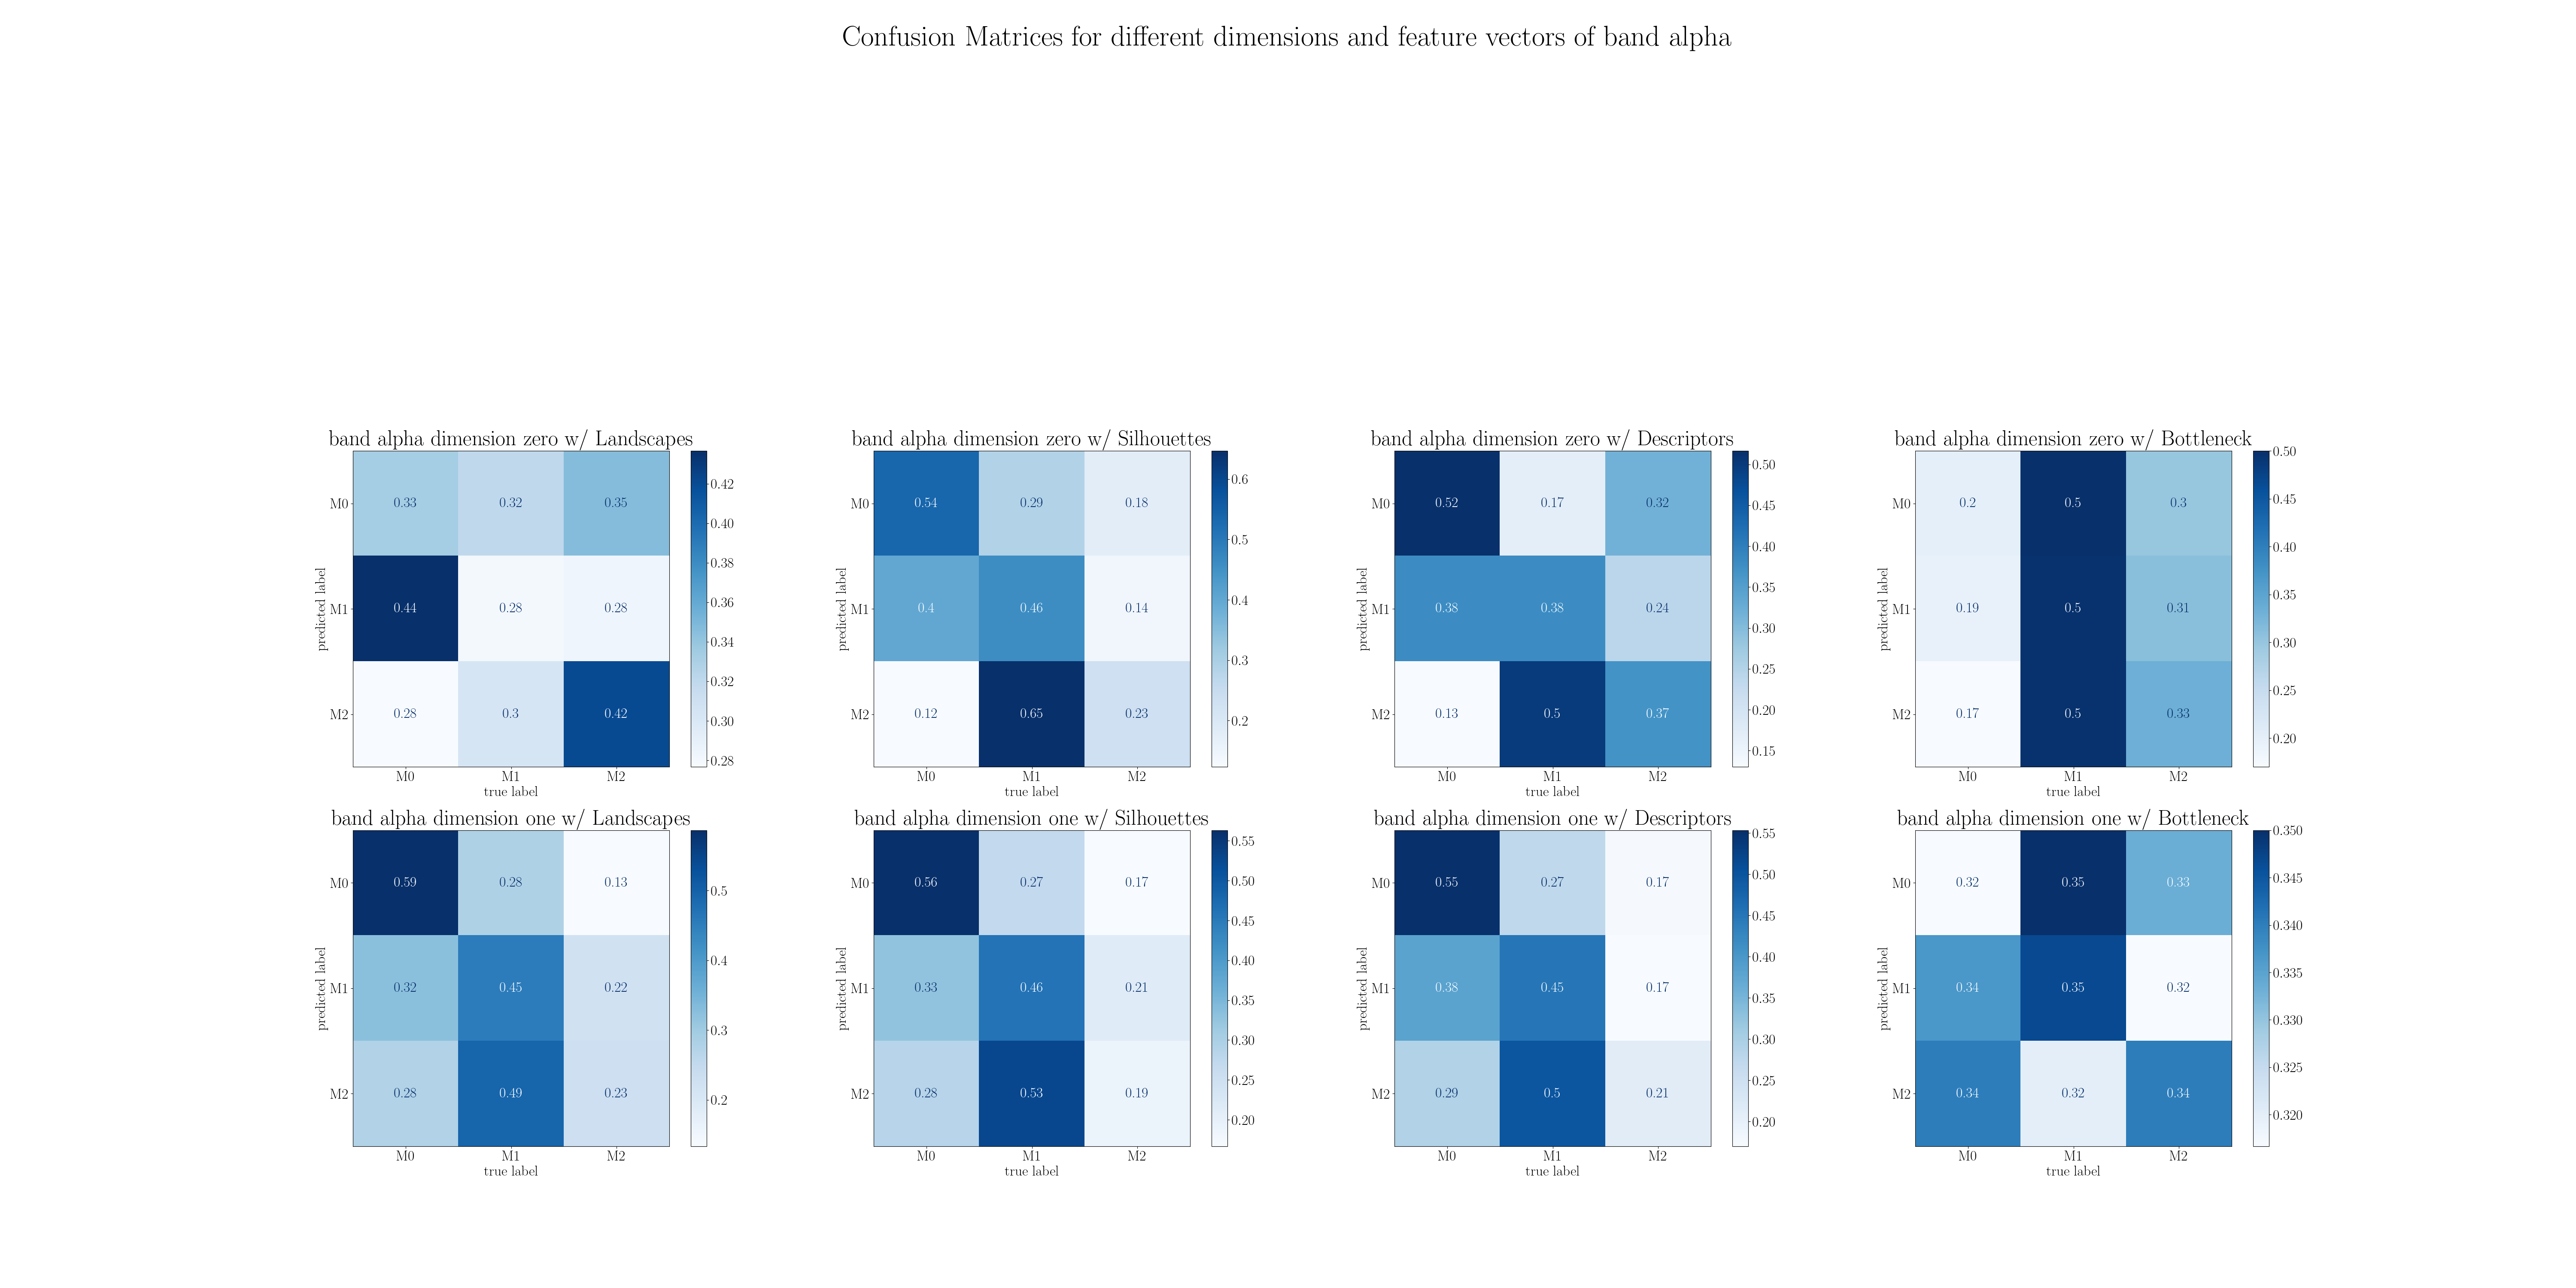 Confusion Matrices for different dimensions and feature vectors of band alpha
band alpha dimension zero w/ Landscapes
predicted label
M0 0.33 0.32 0.35
M1 0.44 0.28 0.28
M2 0.28 0.3 0.42
M0 M1 M2
true label
0.42
0.40
0.38
0.36
0.34
0.32
0.30
0.28
band alpha dimension zero w/ Silhouettes
predicted label
M0 0.54 0.29 0.18
M1 0.4 0.46 0.14
M2 0.12 0.65 0.23
M0 M1 M2
true label
0.6
0.5
0.4
0.3
0.2
band alpha dimension zero w/ Descriptors
predicted label
M0 0.52 0.17 0.32
M1 0.38 0.38 0.24
M2 0.13 0.5 0.37
M0 M1 M2
true label
0.50
0.45
0.40
0.35
0.30
0.25
0.20
0.15
band alpha dimension zero w/ Bottleneck
predicted label
M0 0.2 0.5 0.3
M1 0.19 0.5 0.31
M2 0.17 0.5 0.33
M0 M1 M2
true label
0.50
0.45
0.40
0.35
0.30
0.25
0.20
band alpha dimension one w/ Landscapes
predicted label
M0 0.59 0.28 0.13
M1 0.32 0.45 0.22
M2 0.28 0.49 0.23
M0 M1 M2
true label
0.5
0.4
0.3
0.2
band alpha dimension one w/ Silhouettes
predicted label
M0 0.56 0.27 0.17
M1 0.33 0.46 0.21
M2 0.28 0.53 0.19
M0 M1 M2
true label
0.55
0.50
0.45
0.40
0.35
0.30
0.25
0.20
band alpha dimension one w/ Descriptors
predicted label
M0 0.55 0.27 0.17
M1 0.38 0.45 0.17
M2 0.29 0.5 0.21
M0 M1 M2
true label
0.55
0.50
0.45
0.40
0.35
0.30
0.25
0.20
band alpha dimension one w/ Bottleneck
predicted label
M0 0.32 0.35 0.33
M1 0.34 0.35 0.32
M2 0.34 0.32 0.34
M0 M1 M2
true label
0.350
0.345
0.340
0.335
0.330
0.325
0.320